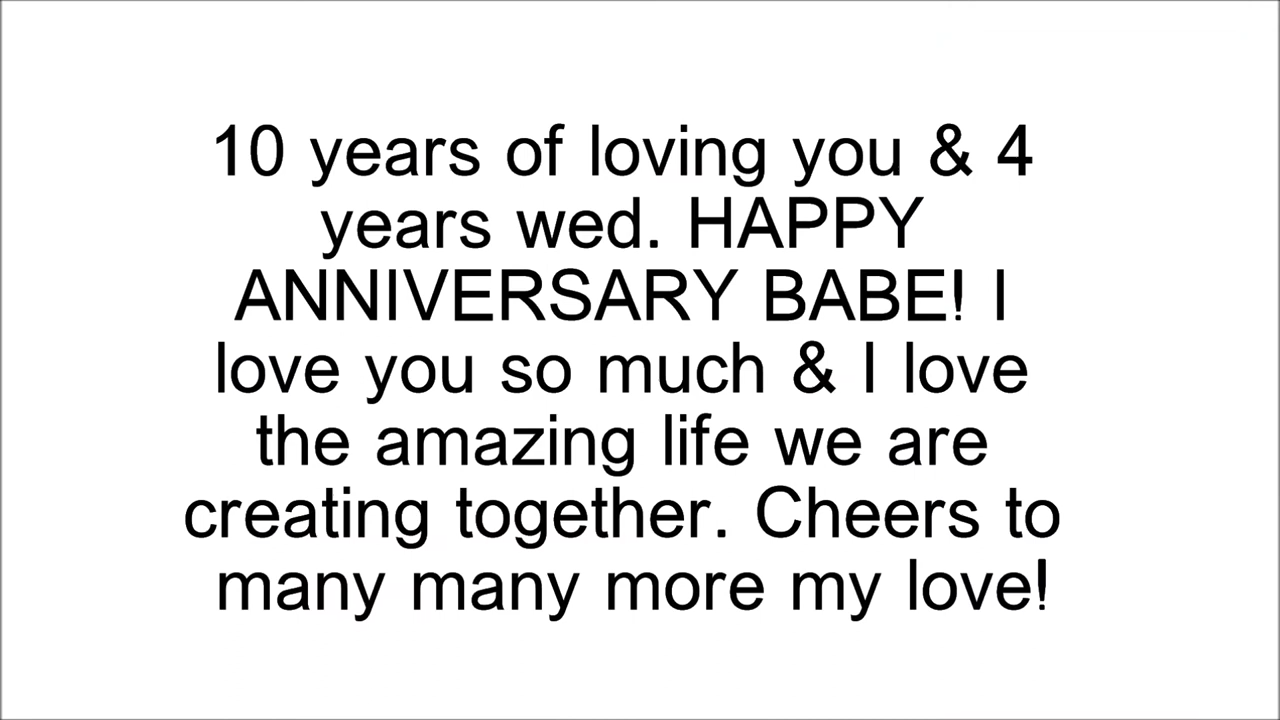 10 years of loving you & 4
years wed. HAPPY
ANNIVERSARY BABE! I
love you so much & I love
the amazing life we are
creating together. Cheers to
many many more my love!